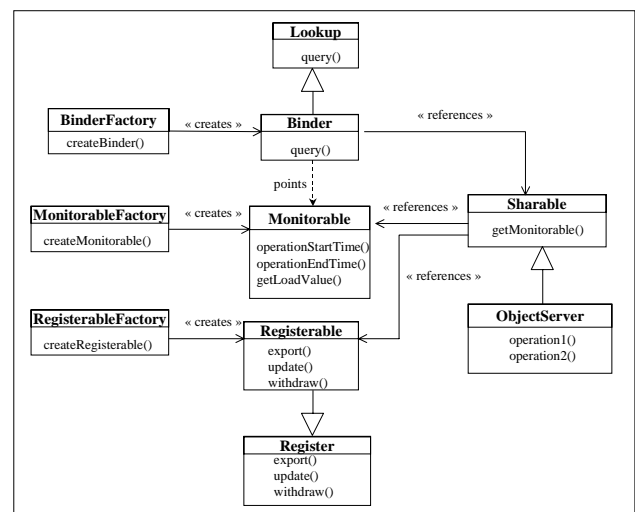 Lookup
query()
BinderFactory
createBinder()
« creates »
Binder
query()
« references »
points
MonitorableFactory
createMonitorable()
« creates »
Monitorable
operationStartTime()
operationEndTime()
getLoadValue()
« references »
Sharable
getMonitorable()
« references »
RegisterableFactory
createRegisterable()
« creates »
Registerable
export()
update()
withdraw()
ObjectServer
operation1()
operation2()
Register
export()
update()
withdraw()